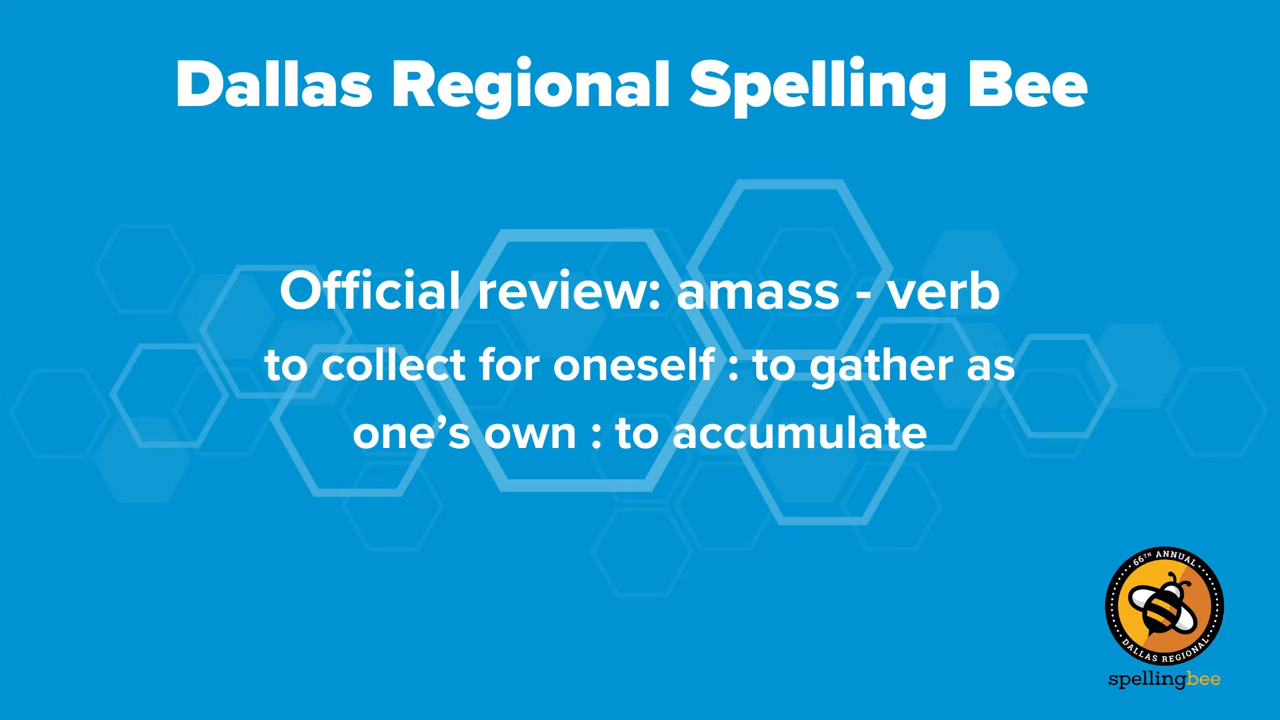 Dallas Regional Spelling Bee
Official review: amass - verb
to collect for oneself : to gather as
one’s own : to accumulate
66TH ANNUAL
DALLAS REGIONAL
spellingbee